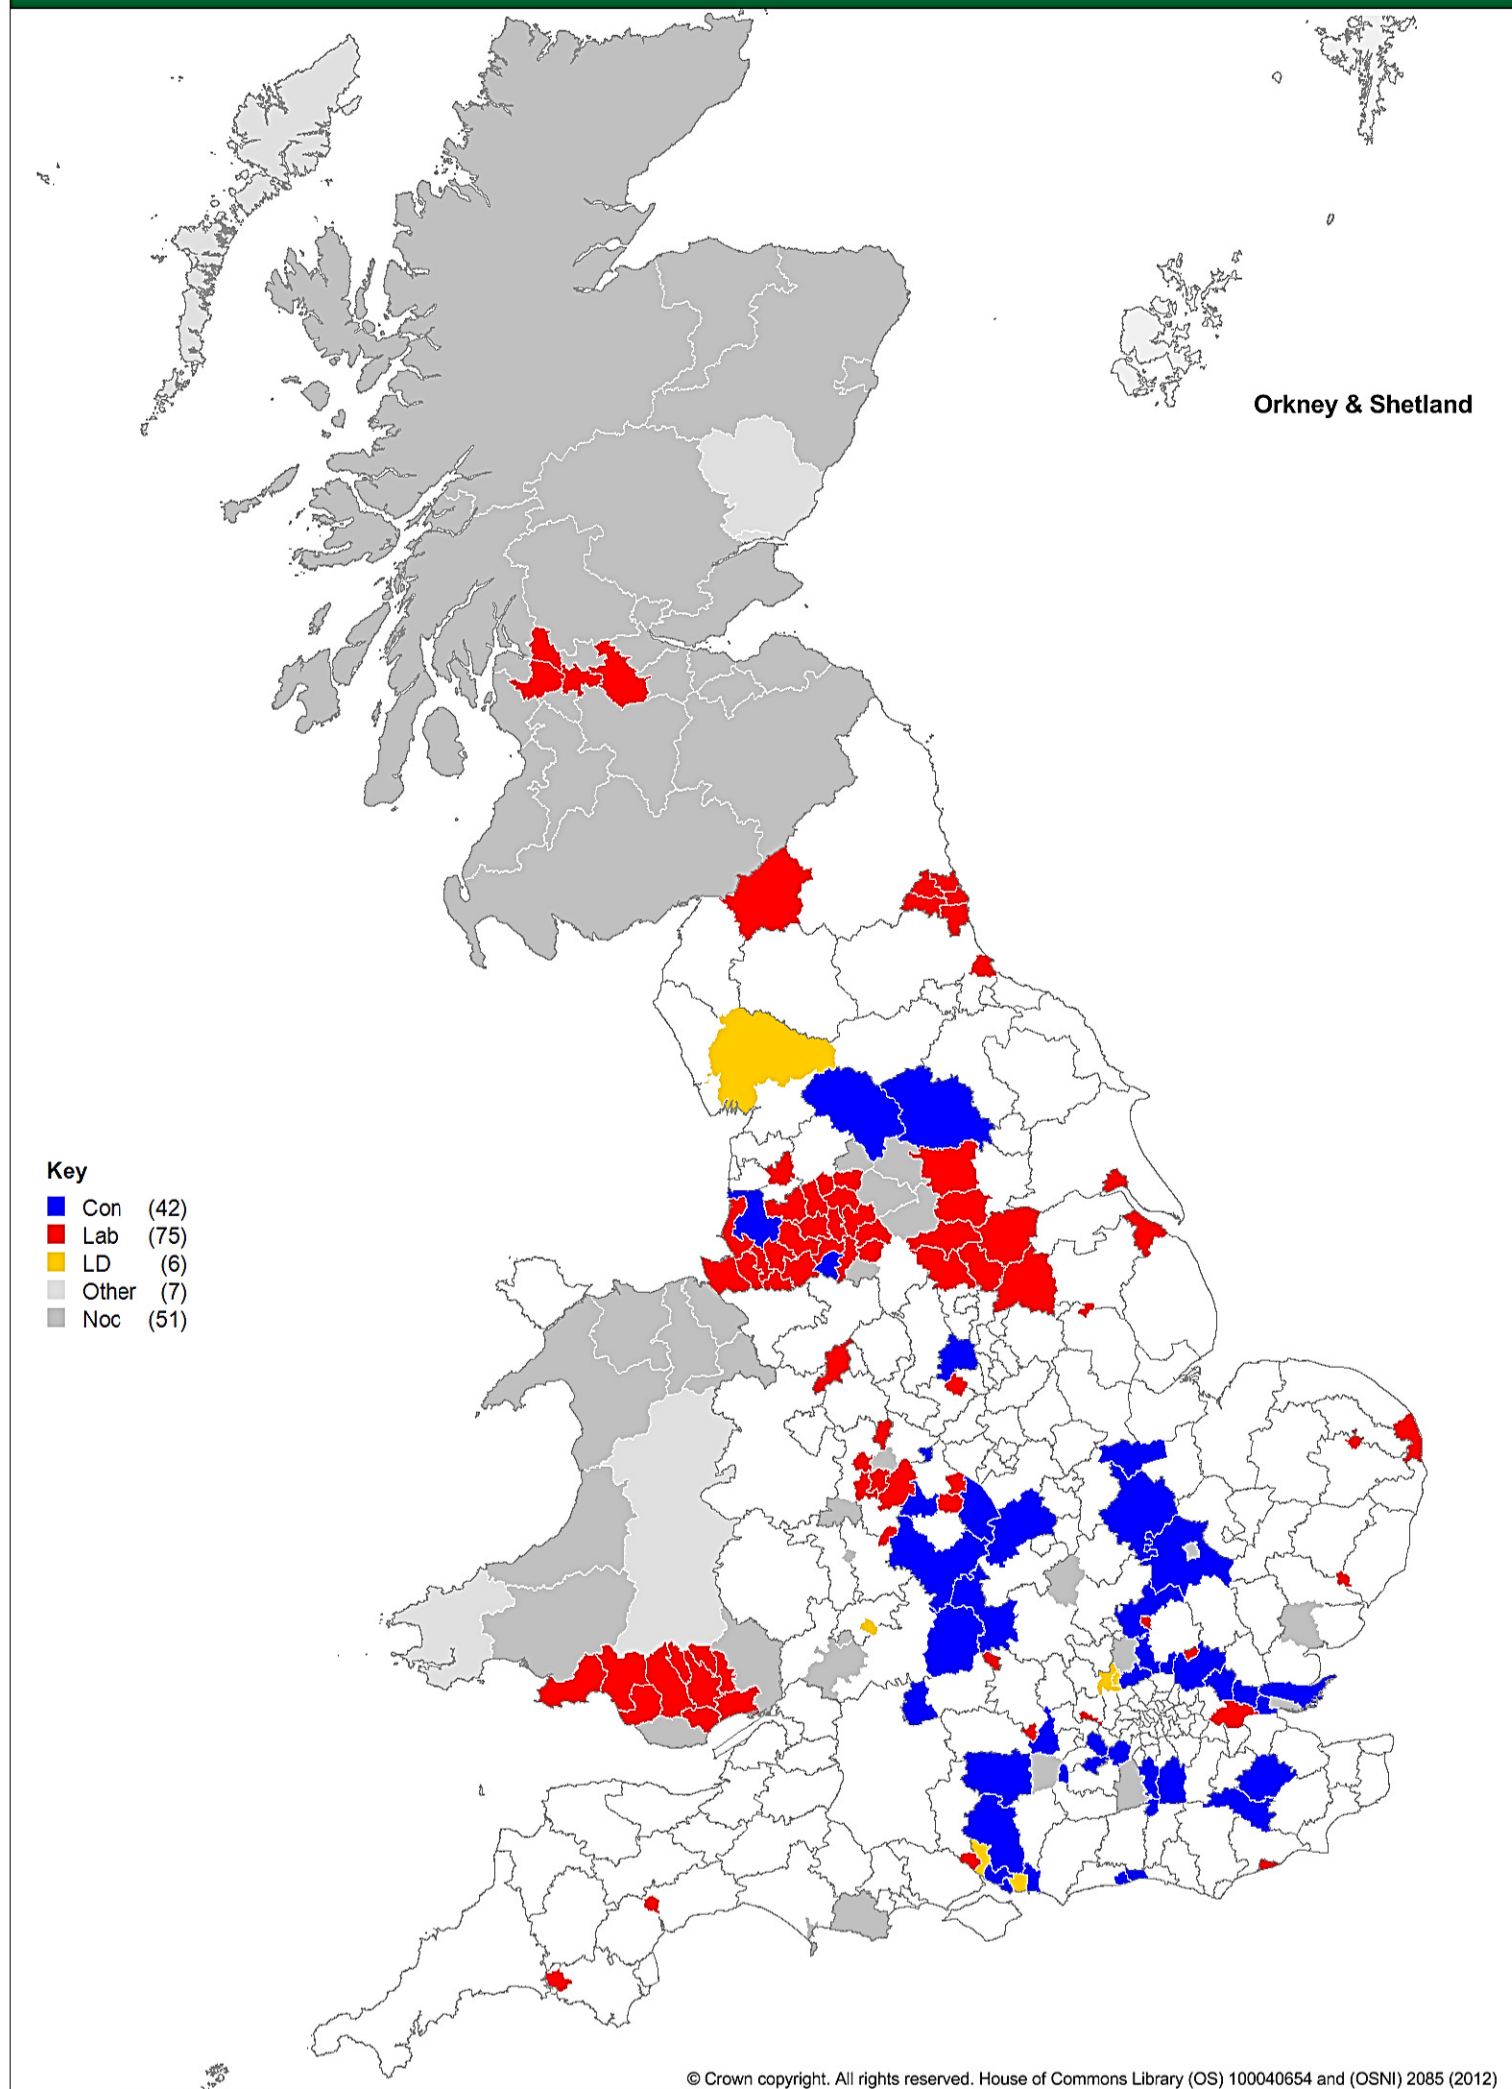 Orkney & Shetland
Key
Con (42)
Lab (75)
LD (6)
Other (7)
Noc (51)
© Crown copyright. All rights reserved. House of Commons Library (OS) 100040654 and (OSNI) 2085 (2012)